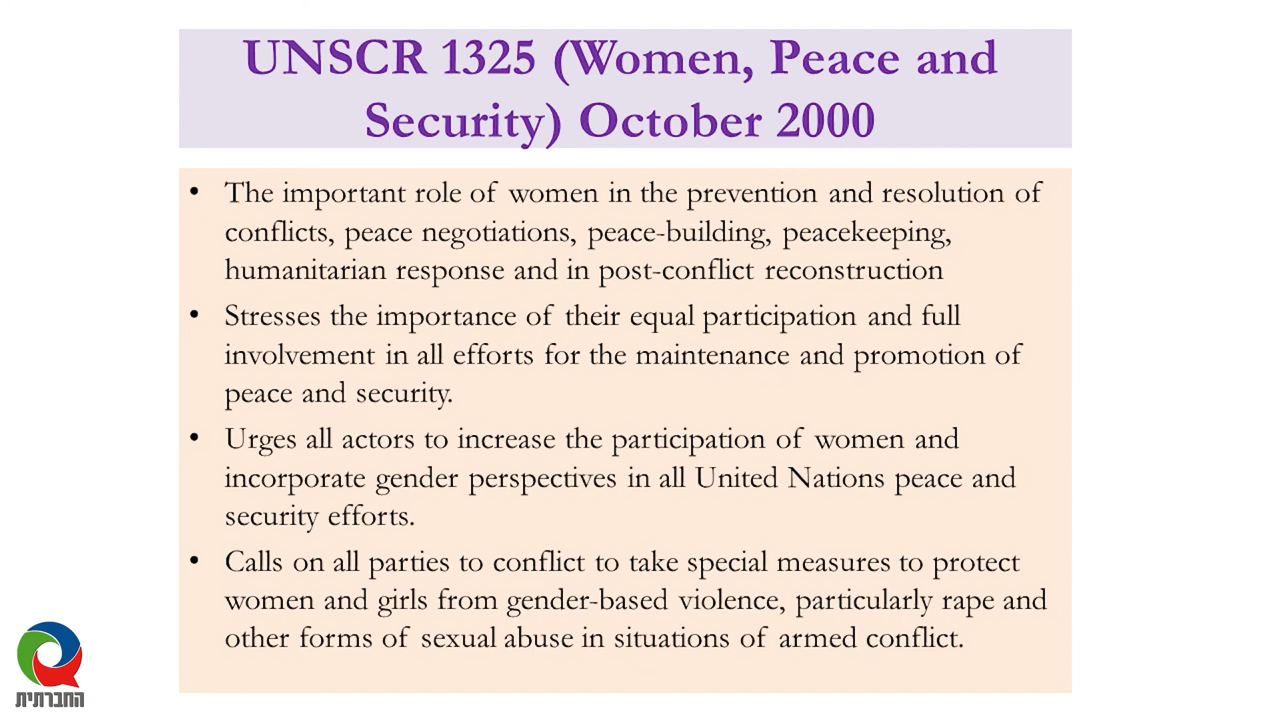 UNSCR 1325 (Women, Peace and
Security) October 2000
• The important role of women in the prevention and resolution of
conflicts, peace negotiations, peace-building, peacekeeping,
humanitarian response and in post-conflict reconstruction
• Stresses the importance of their equal participation and full
involvement in all efforts for the maintenance and promotion of
peace and security.
• Urges all actors to increase the participation of women and
incorporate gender perspectives in all United Nations peace and
security efforts.
• Calls on all parties to conflict to take special measures to protect
women and girls from gender-based violence, particularly rape and
other forms of sexual abuse in situations of armed conflict.
החברתית